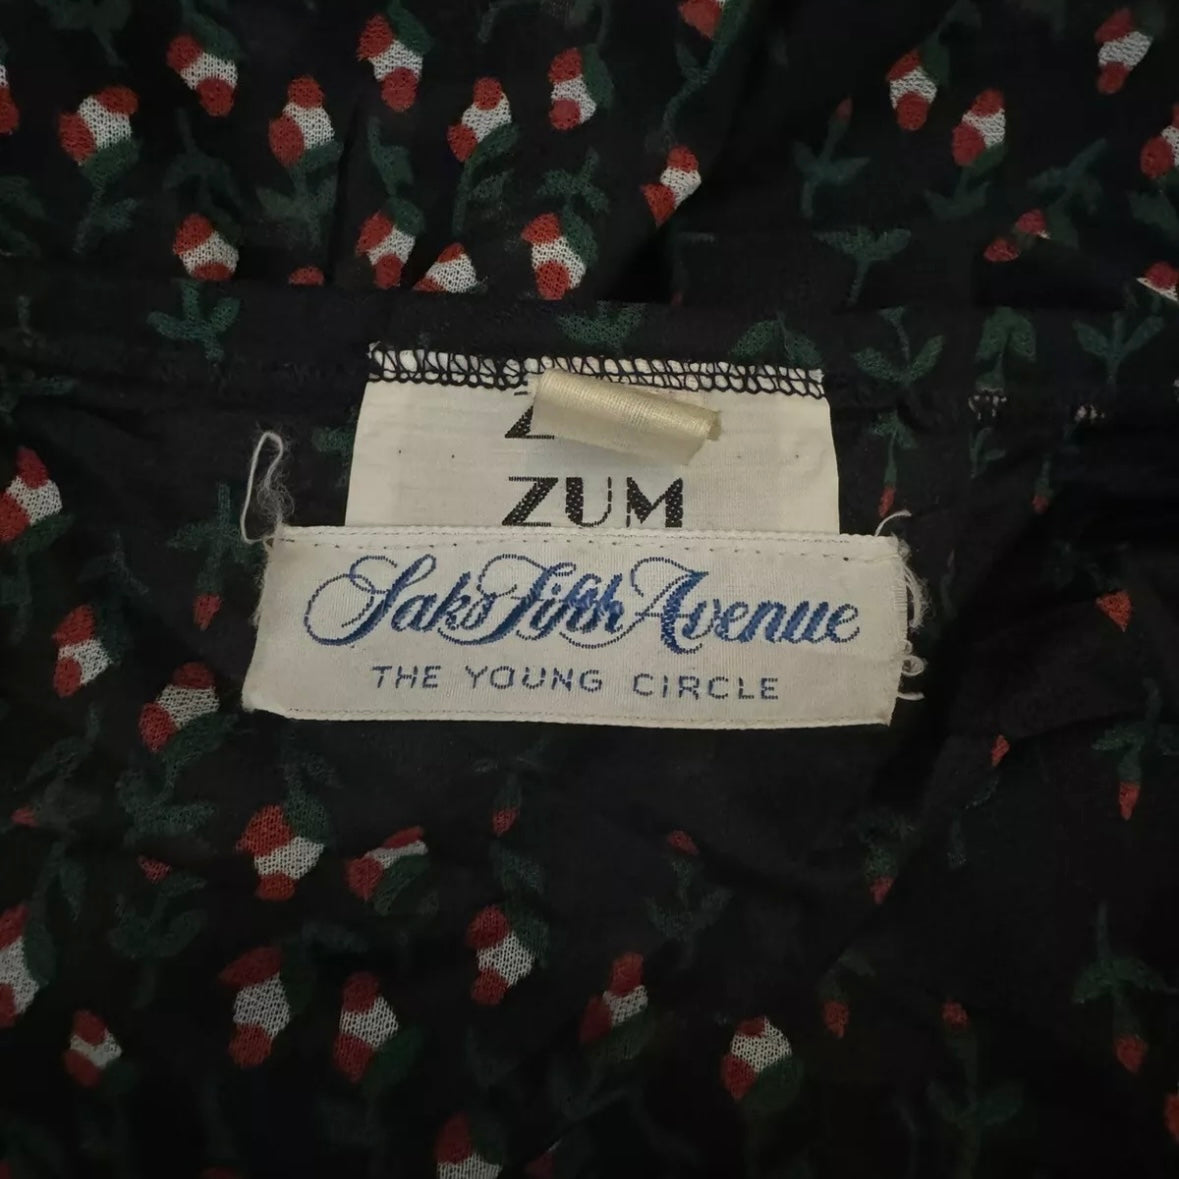 ZUM
Saks Fifth Avenue
THE YOUNG CIRCLE